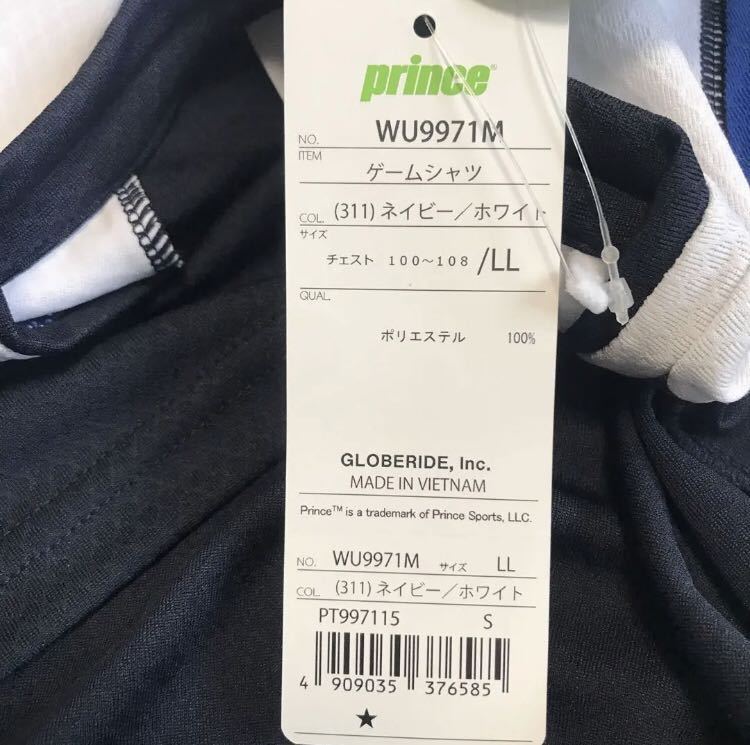 prince®
NO. WU9971M
ITEM
ゲームシャツ
COL. (311) ネイビー／ホワイト
サイズ
チェスト 100～108 /LL
QUAL.
ポリエステル 100%
GLOBERIDE, Inc.
MADE IN VIETNAM
Prince™ is a trademark of Prince Sports, LLC.
NO. WU9971M サイズ LL
COL. (311) ネイビー／ホワイト
PT997115 S
4 909035 376585
★